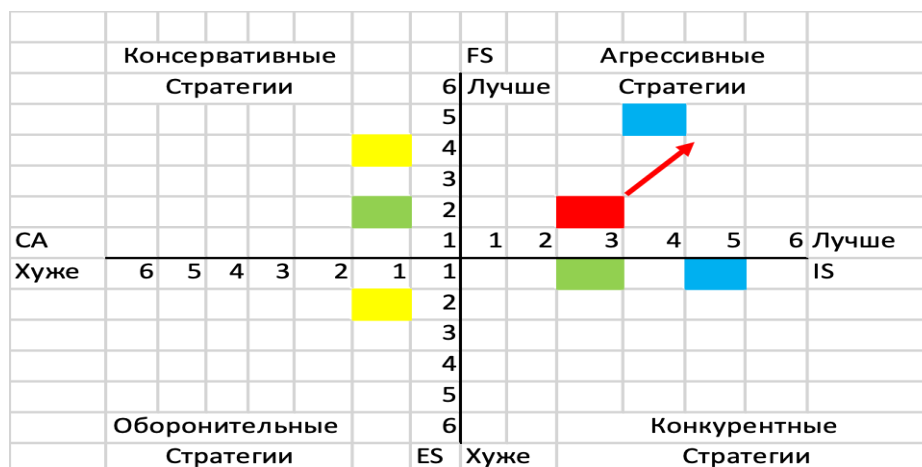 Консервативные FS Агрессивные
Стратегии 6 Лучше Стратегии
5
4
3
2
CA 1 1 2 3 4 5 6 Лучше
Хуже 6 5 4 3 2 1 1 IS
2
3
4
5
Оборонительные 6 Конкурентные
Стратегии ES Хуже Стратегии